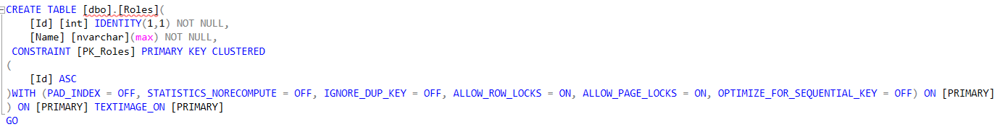 CREATE TABLE [dbo].[Roles](
    [Id] [int] IDENTITY(1,1) NOT NULL,
    [Name] [nvarchar](max) NOT NULL,
 CONSTRAINT [PK_Roles] PRIMARY KEY CLUSTERED
(
    [Id] ASC
)WITH (PAD_INDEX = OFF, STATISTICS_NORECOMPUTE = OFF, IGNORE_DUP_KEY = OFF, ALLOW_ROW_LOCKS = ON, ALLOW_PAGE_LOCKS = ON, OPTIMIZE_FOR_SEQUENTIAL_KEY = OFF) ON [PRIMARY]
) ON [PRIMARY] TEXTIMAGE_ON [PRIMARY]
GO